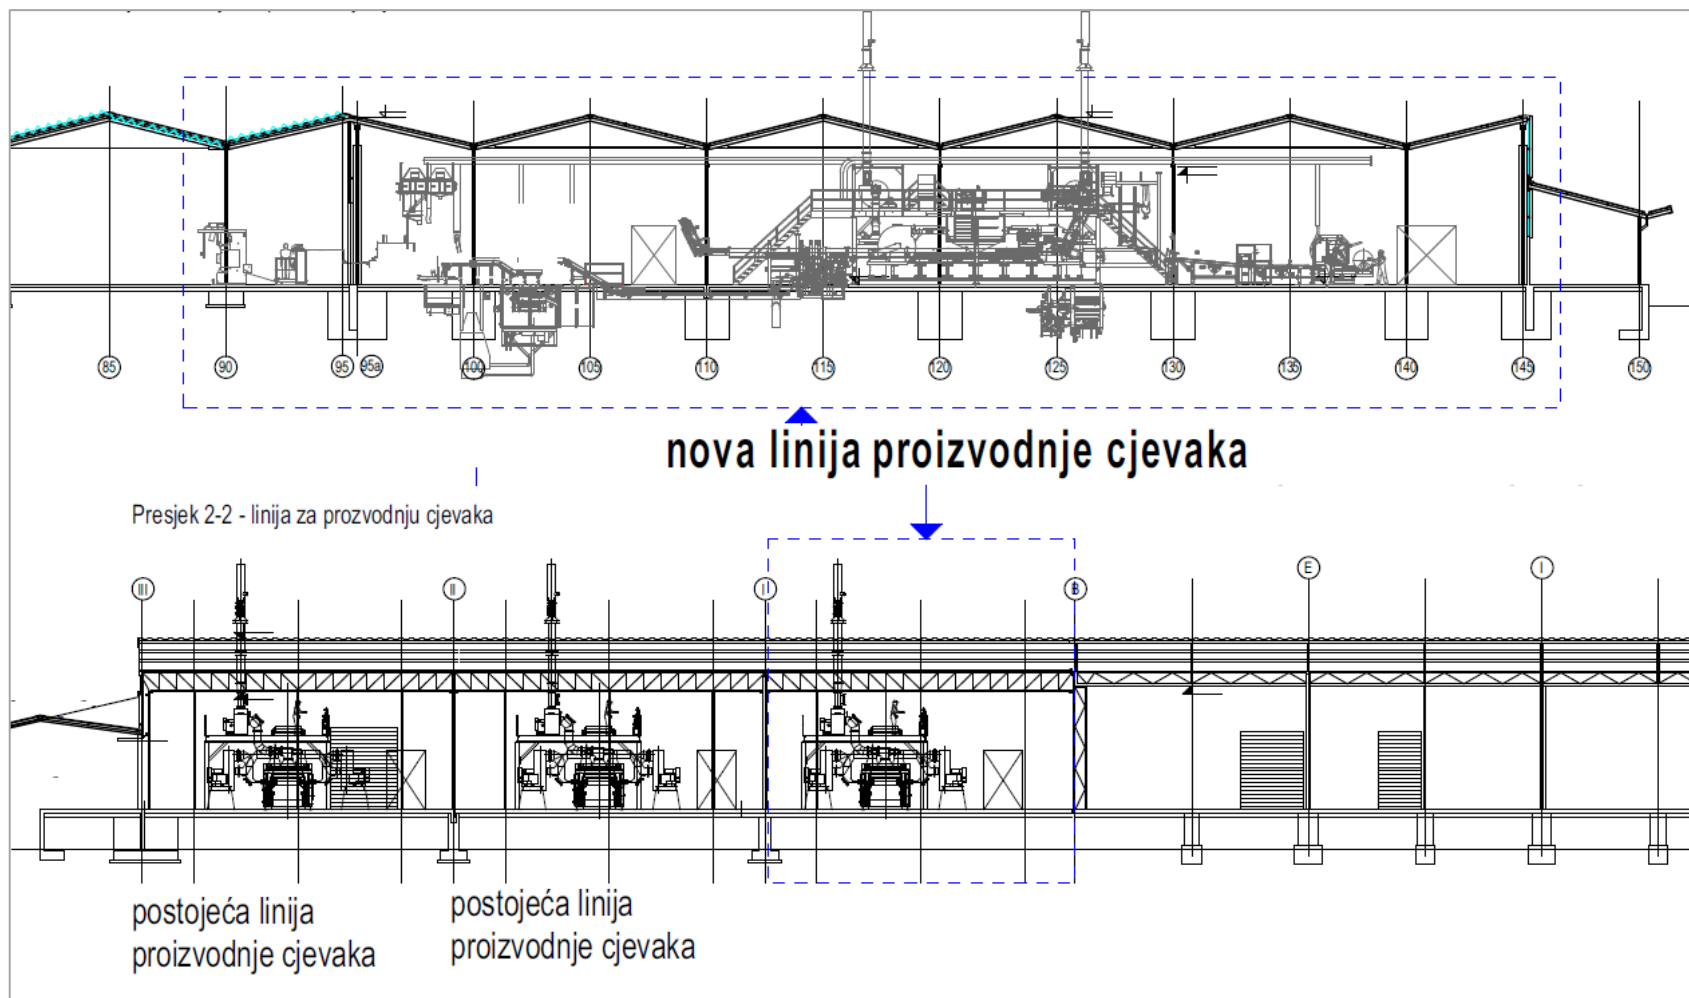 85 90 95 95a 100 105 110 115 120 125 130 135 140 145 150
nova linija proizvodnje cjevaka
Presjek 2-2 - linija za prozvodnju cjevaka
III II I B E I
postojeća linija
proizvodnje cjevaka
postojeća linija
proizvodnje cjevaka